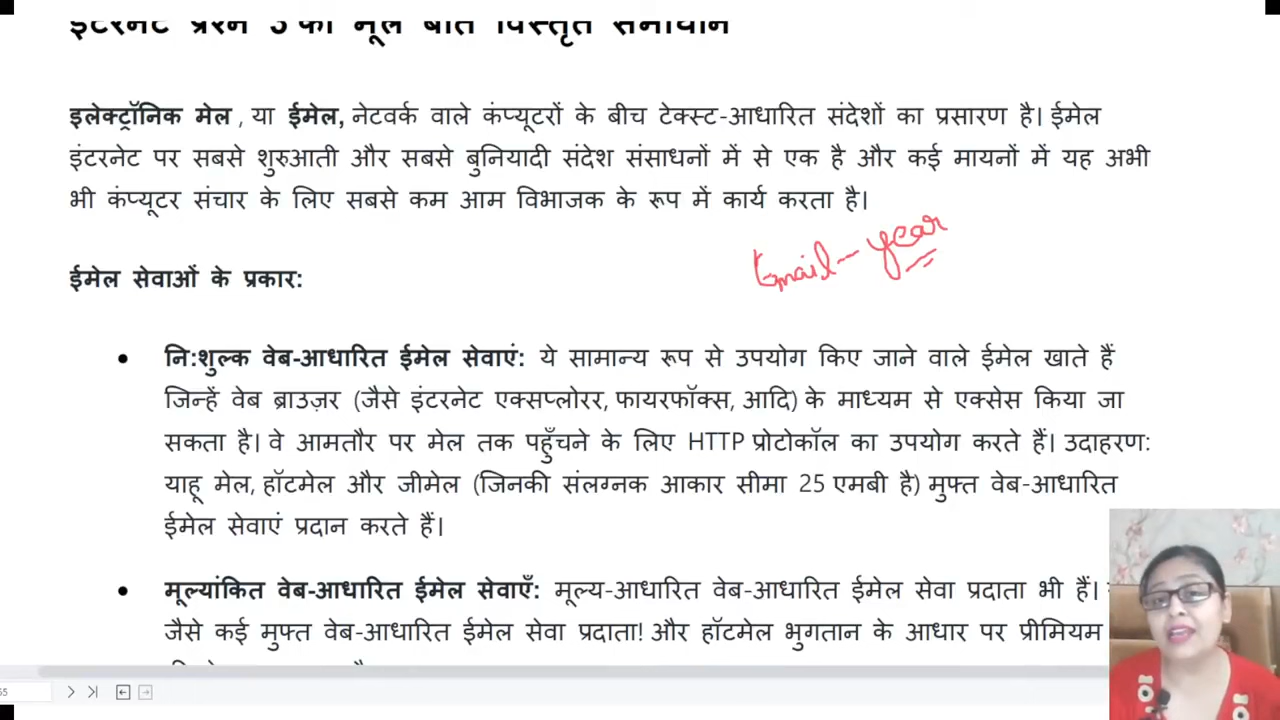 इंटरनेट प्रश्न 3 की मूल बातें विस्तृत समाधान
इलेक्ट्रॉनिक मेल , या ईमेल, नेटवर्क वाले कंप्यूटरों के बीच टेक्स्ट-आधारित संदेशों का प्रसारण है। ईमेल
इंटरनेट पर सबसे शुरुआती और सबसे बुनियादी संदेश संसाधनों में से एक है और कई मायनों में यह अभी
भी कंप्यूटर संचार के लिए सबसे कम आम विभाजक के रूप में कार्य करता है।
Email - year
ईमेल सेवाओं के प्रकार:
• नि:शुल्क वेब-आधारित ईमेल सेवाएं: ये सामान्य रूप से उपयोग किए जाने वाले ईमेल खाते हैं
जिन्हें वेब ब्राउज़र (जैसे इंटरनेट एक्सप्लोरर, फायरफॉक्स, आदि) के माध्यम से एक्सेस किया जा
सकता है। वे आमतौर पर मेल तक पहुँचने के लिए HTTP प्रोटोकॉल का उपयोग करते हैं। उदाहरण:
याहू मेल, हॉटमेल और जीमेल (जिनकी संलग्नक आकार सीमा 25 एमबी है) मुफ्त वेब-आधारित
ईमेल सेवाएं प्रदान करते हैं।
• मूल्यांकित वेब-आधारित ईमेल सेवाएँ: मूल्य-आधारित वेब-आधारित ईमेल सेवा प्रदाता भी हैं।
जैसे कई मुफ्त वेब-आधारित ईमेल सेवा प्रदाता! और हॉटमेल भुगतान के आधार पर प्रीमियम